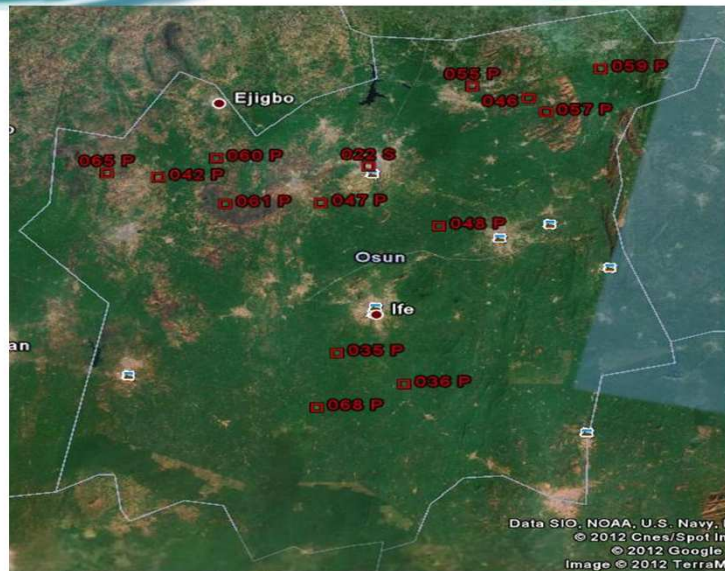 055 P
059 P
046
057 P
Ejigbo
060 P
022 S
065 P
042 P
061 P
047 P
048 P
Osun
Ife
an
035 P
036 P
068 P
Data SIO, NOAA, U.S. Navy,
© 2012 Cnes/Spot Im
© 2012 Google
Image © 2012 TerraM